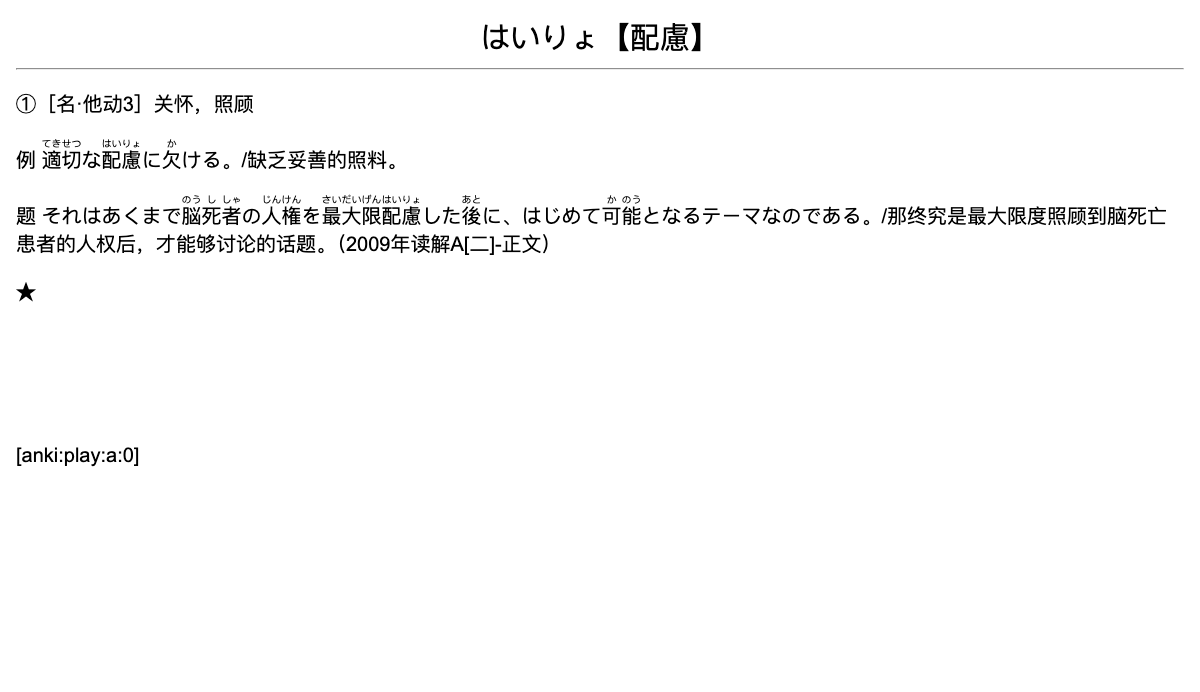 はいりょ【配慮】
①［名·他动3］关怀，照顾
てきせつ はいりょ か
例 適切な配慮に欠ける。/缺乏妥善的照料。
のう し しゃ じんけん さいだいげんはいりょ あと か のう
题 それはあくまで脳死者の人権を最大限配慮した後に、はじめて可能となるテーマなのである。/那终究是最大限度照顾到脑死亡
患者的人权后，才能够讨论的话题。（2009年读解A[二]-正文）
★
[anki:play:a:0]